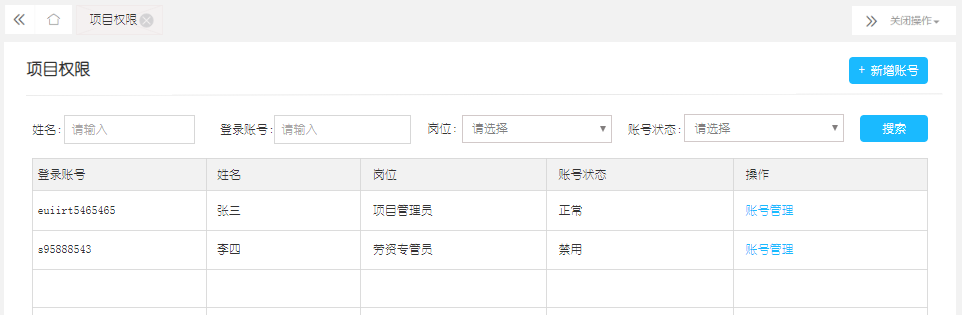 项目权限
关闭操作
项目权限
+ 新增账号
姓名: 请输入 登录账号: 请输入 岗位: 请选择 账号状态: 请选择 搜索
登录账号 姓名 岗位 账号状态 操作
euiirt5465465 张三 项目管理员 正常 账号管理
s95888543 李四 劳资专管员 禁用 账号管理